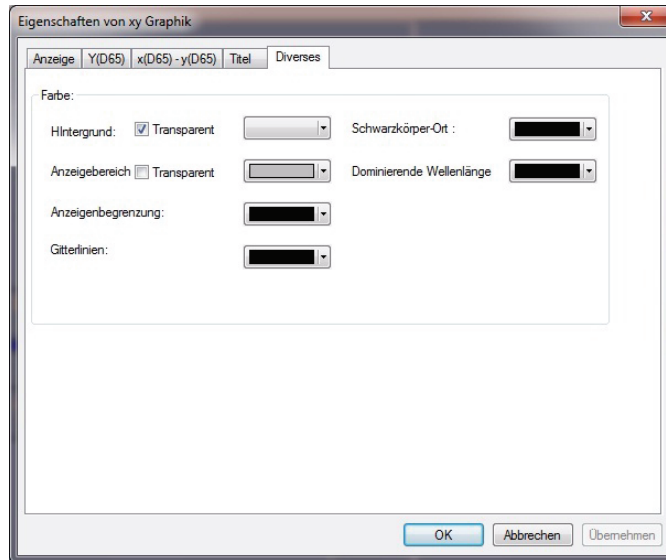 Eigenschaften von xy Graphik
Anzeige Y(D65) x(D65) - y(D65) Titel Diverses
Farbe:
HIntergrund: Transparent Schwarzkörper-Ort :
Anzeigebereich Transparent Dominierende Wellenlänge
Anzeigenbegrenzung:
Gitterlinien:
OK Abbrechen Übernehmen